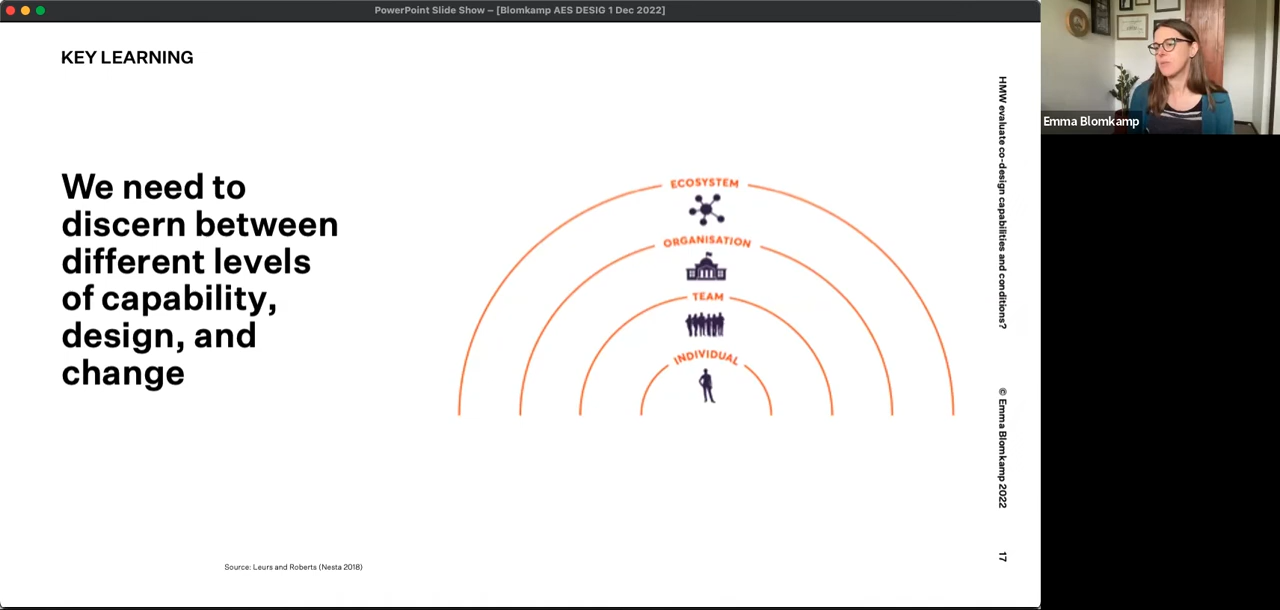 PowerPoint Slide Show – [Blomkamp AES DESIG 1 Dec 2022]
KEY LEARNING
We need to
discern between
different levels
of capability,
design, and
change
ECOSYSTEM
ORGANISATION
TEAM
INDIVIDUAL
Source: Leurs and Roberts (Nesta 2018)
HMW evaluate co-design capabilities and conditions?
© Emma Blomkamp 2022
17
Emma Blomkamp